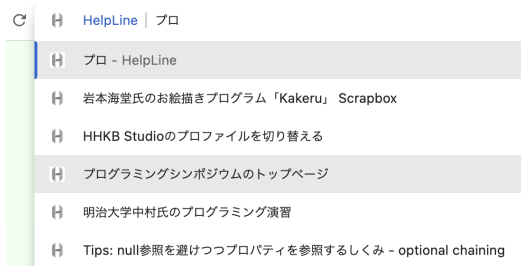 HelpLine | プロ
プロ - HelpLine
岩本海堂氏のお絵描きプログラム「Kakeru」 Scrapbox
HHKB Studioのプロファイルを切り替える
プログラミングシンポジウムのトップページ
明治大学中村氏のプログラミング演習
Tips: null参照を避けつつプロパティを参照するしくみ - optional chaining